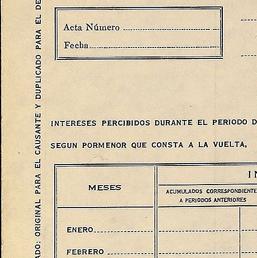 Acta Número
Fecha
INTERESES PERCIBIDOS DURANTE EL PERIODO
SEGUN PORMENOR QUE CONSTA A LA VUELTA,
MESES
ACUMULADOS CORRESPONDIENTE
A PERIODOS ANTERIORES
ENERO
FEBRERO
ADO: ORIGINAL PARA EL CAUSANTE Y DUPLICADO PARA EL DE